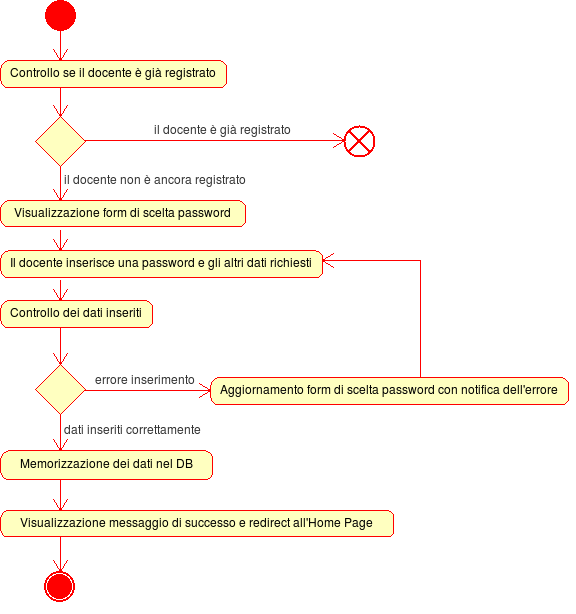 Controllo se il docente è già registrato
il docente è già registrato
il docente non è ancora registrato
Visualizzazione form di scelta password
Il docente inserisce una password e gli altri dati richiesti
Controllo dei dati inseriti
errore inserimento
Aggiornamento form di scelta password con notifica dell'errore
dati inseriti correttamente
Memorizzazione dei dati nel DB
Visualizzazione messaggio di successo e redirect all'Home Page